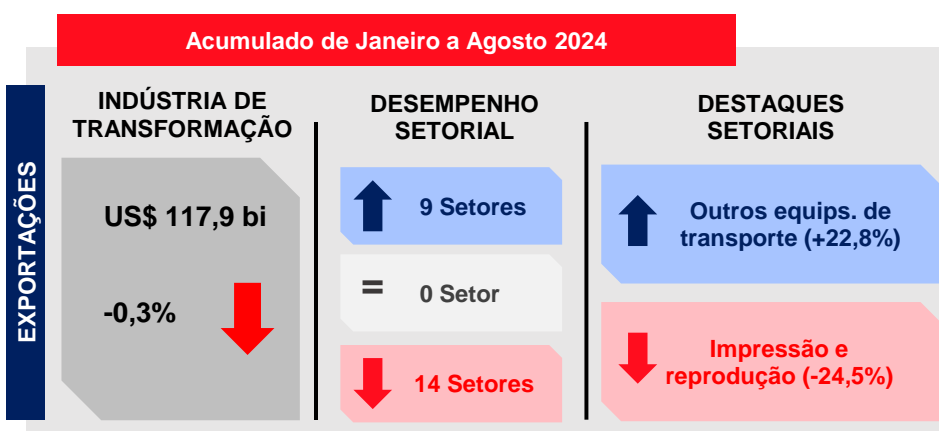 Acumulado de Janeiro a Agosto 2024
EXPORTAÇÕES
INDÚSTRIA DE
TRANSFORMAÇÃO
US$ 117,9 bi
-0,3%
DESEMPENHO
SETORIAL
9 Setores
=
0 Setor
14 Setores
DESTAQUES
SETORIAIS
Outros equips. de
transporte (+22,8%)
Impressão e
reprodução (-24,5%)